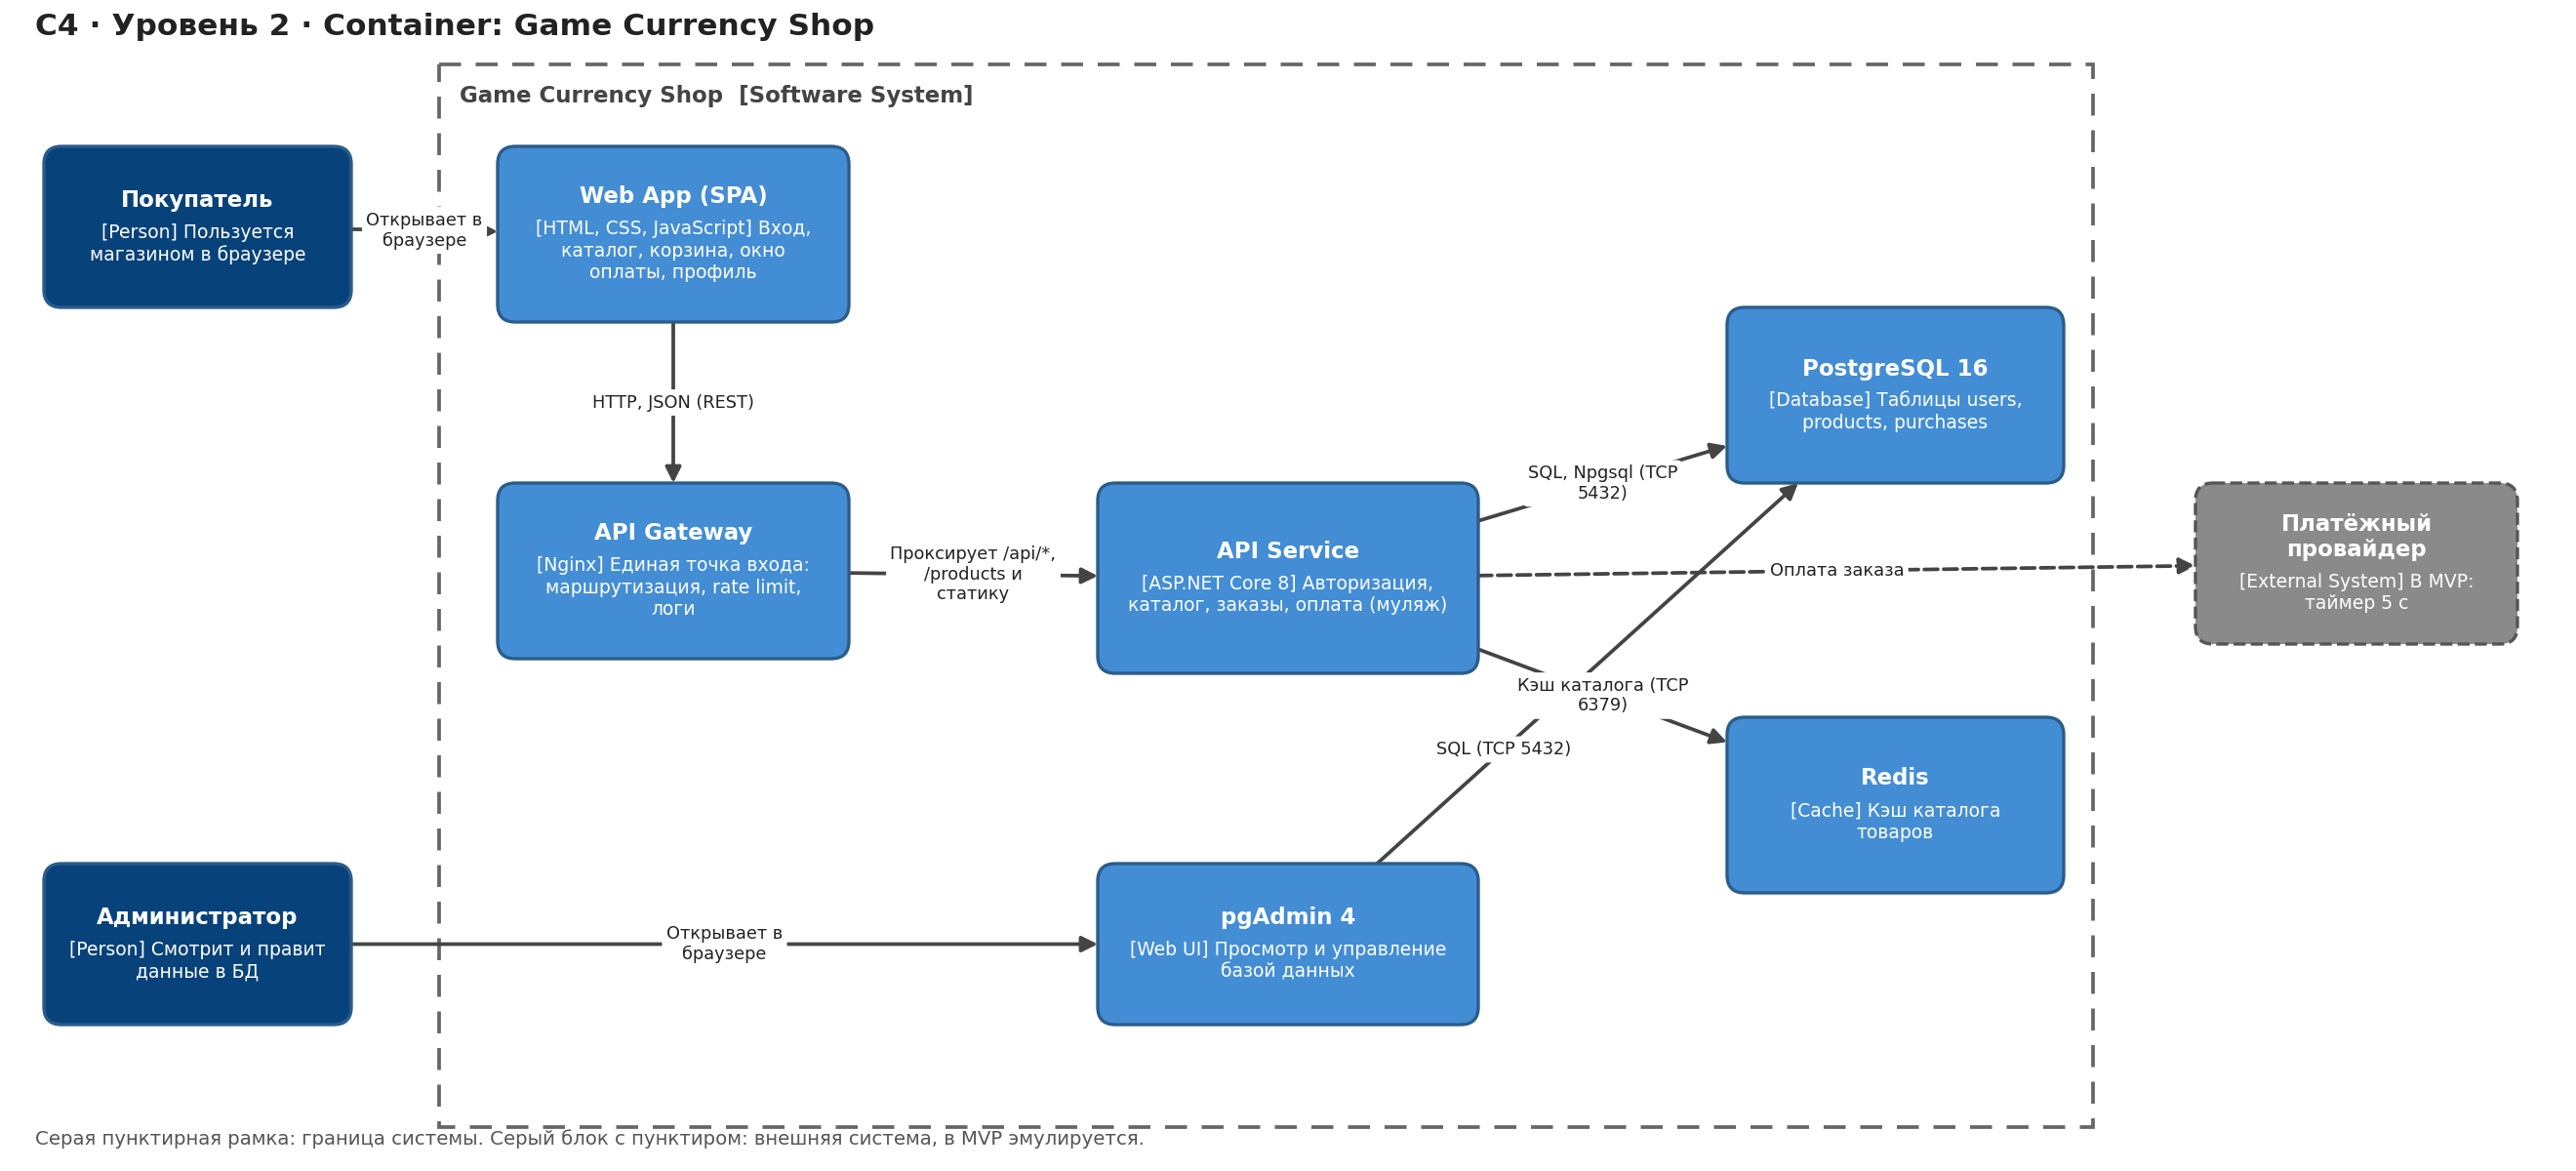 C4 · Уровень 2 · Container: Game Currency Shop
Game Currency Shop [Software System]
Покупатель
[Person] Пользуется
магазином в браузере
Открывает в
браузере
Web App (SPA)
[HTML, CSS, JavaScript] Вход,
каталог, корзина, окно
оплаты, профиль
HTTP, JSON (REST)
API Gateway
[Nginx] Единая точка входа:
маршрутизация, rate limit,
логи
Проксирует /api/*,
/products и
статику
API Service
[ASP.NET Core 8] Авторизация,
каталог, заказы, оплата (муляж)
SQL, Npgsql (TCP
5432)
PostgreSQL 16
[Database] Таблицы users,
products, purchases
Оплата заказа
Платёжный
провайдер
[External System] В MVP:
таймер 5 с
Кэш каталога (TCP
6379)
SQL (TCP 5432)
Redis
[Cache] Кэш каталога
товаров
Администратор
[Person] Смотрит и правит
данные в БД
Открывает в
браузере
pgAdmin 4
[Web UI] Просмотр и управление
базой данных
Серая пунктирная рамка: граница системы. Серый блок с пунктиром: внешняя система, в MVP эмулируется.